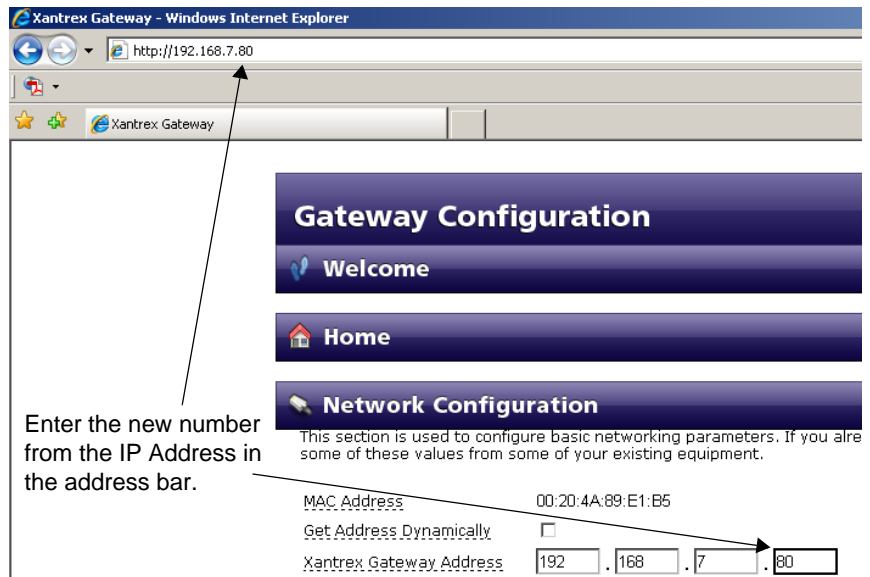 Xantrex Gateway - Windows Internet Explorer
http://192.168.7.80
Xantrex Gateway
Gateway Configuration
Welcome
Home
Network Configuration
This section is used to configure basic networking parameters. If you alre
some of these values from some of your existing equipment.
Enter the new number
from the IP Address in
the address bar.
MAC Address 00:20:4A:89:E1:B5
Get Address Dynamically
Xantrex Gateway Address 192 . 168 . 7 . 80